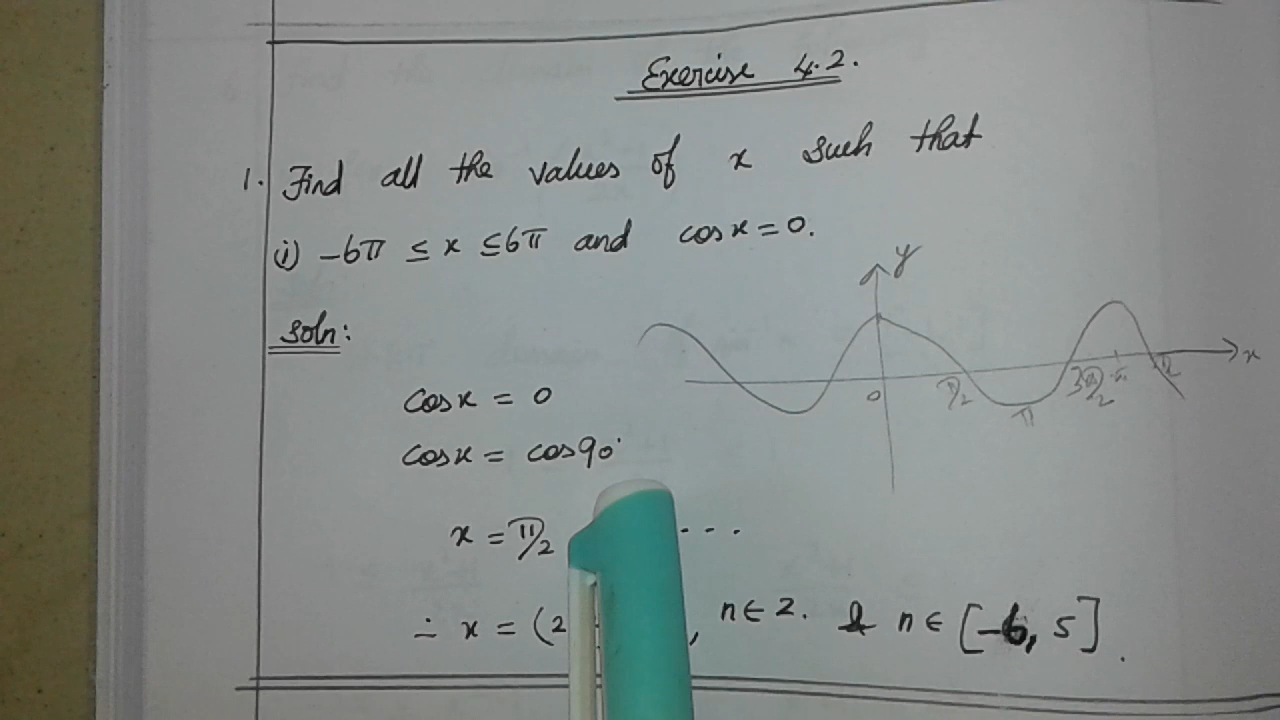 Exercise 4.2.
1. Find all the values of x such that
i) -6π ≤ x ≤ 6π and cos x = 0.
Soln:
y
x
0
π/2
π
3π/2
cos x = 0
cos x = cos 90°
x = π/2 ...
∴ x = (2 , n ∈ Z. & n ∈ [-6, 5].